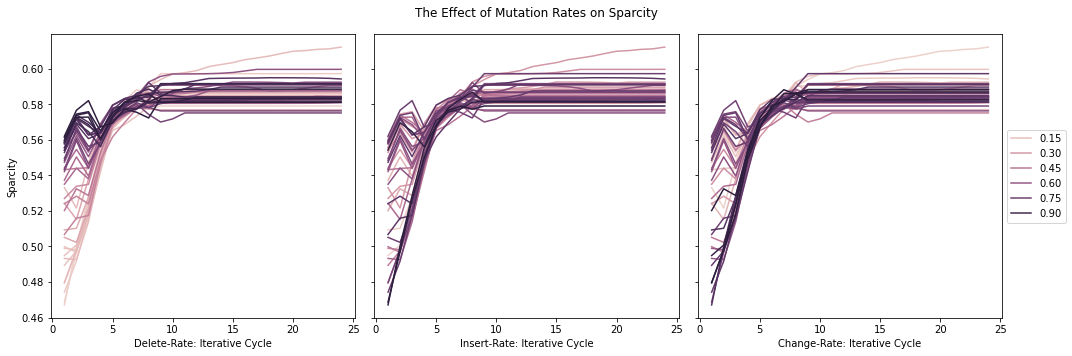 The Effect of Mutation Rates on Sparcity
Sparcity
0.60
0.58
0.56
0.54
0.52
0.50
0.48
0.46
0 5 10 15 20 25
0 5 10 15 20 25
0 5 10 15 20 25
Delete-Rate: Iterative Cycle
Insert-Rate: Iterative Cycle
Change-Rate: Iterative Cycle
0.15
0.30
0.45
0.60
0.75
0.90